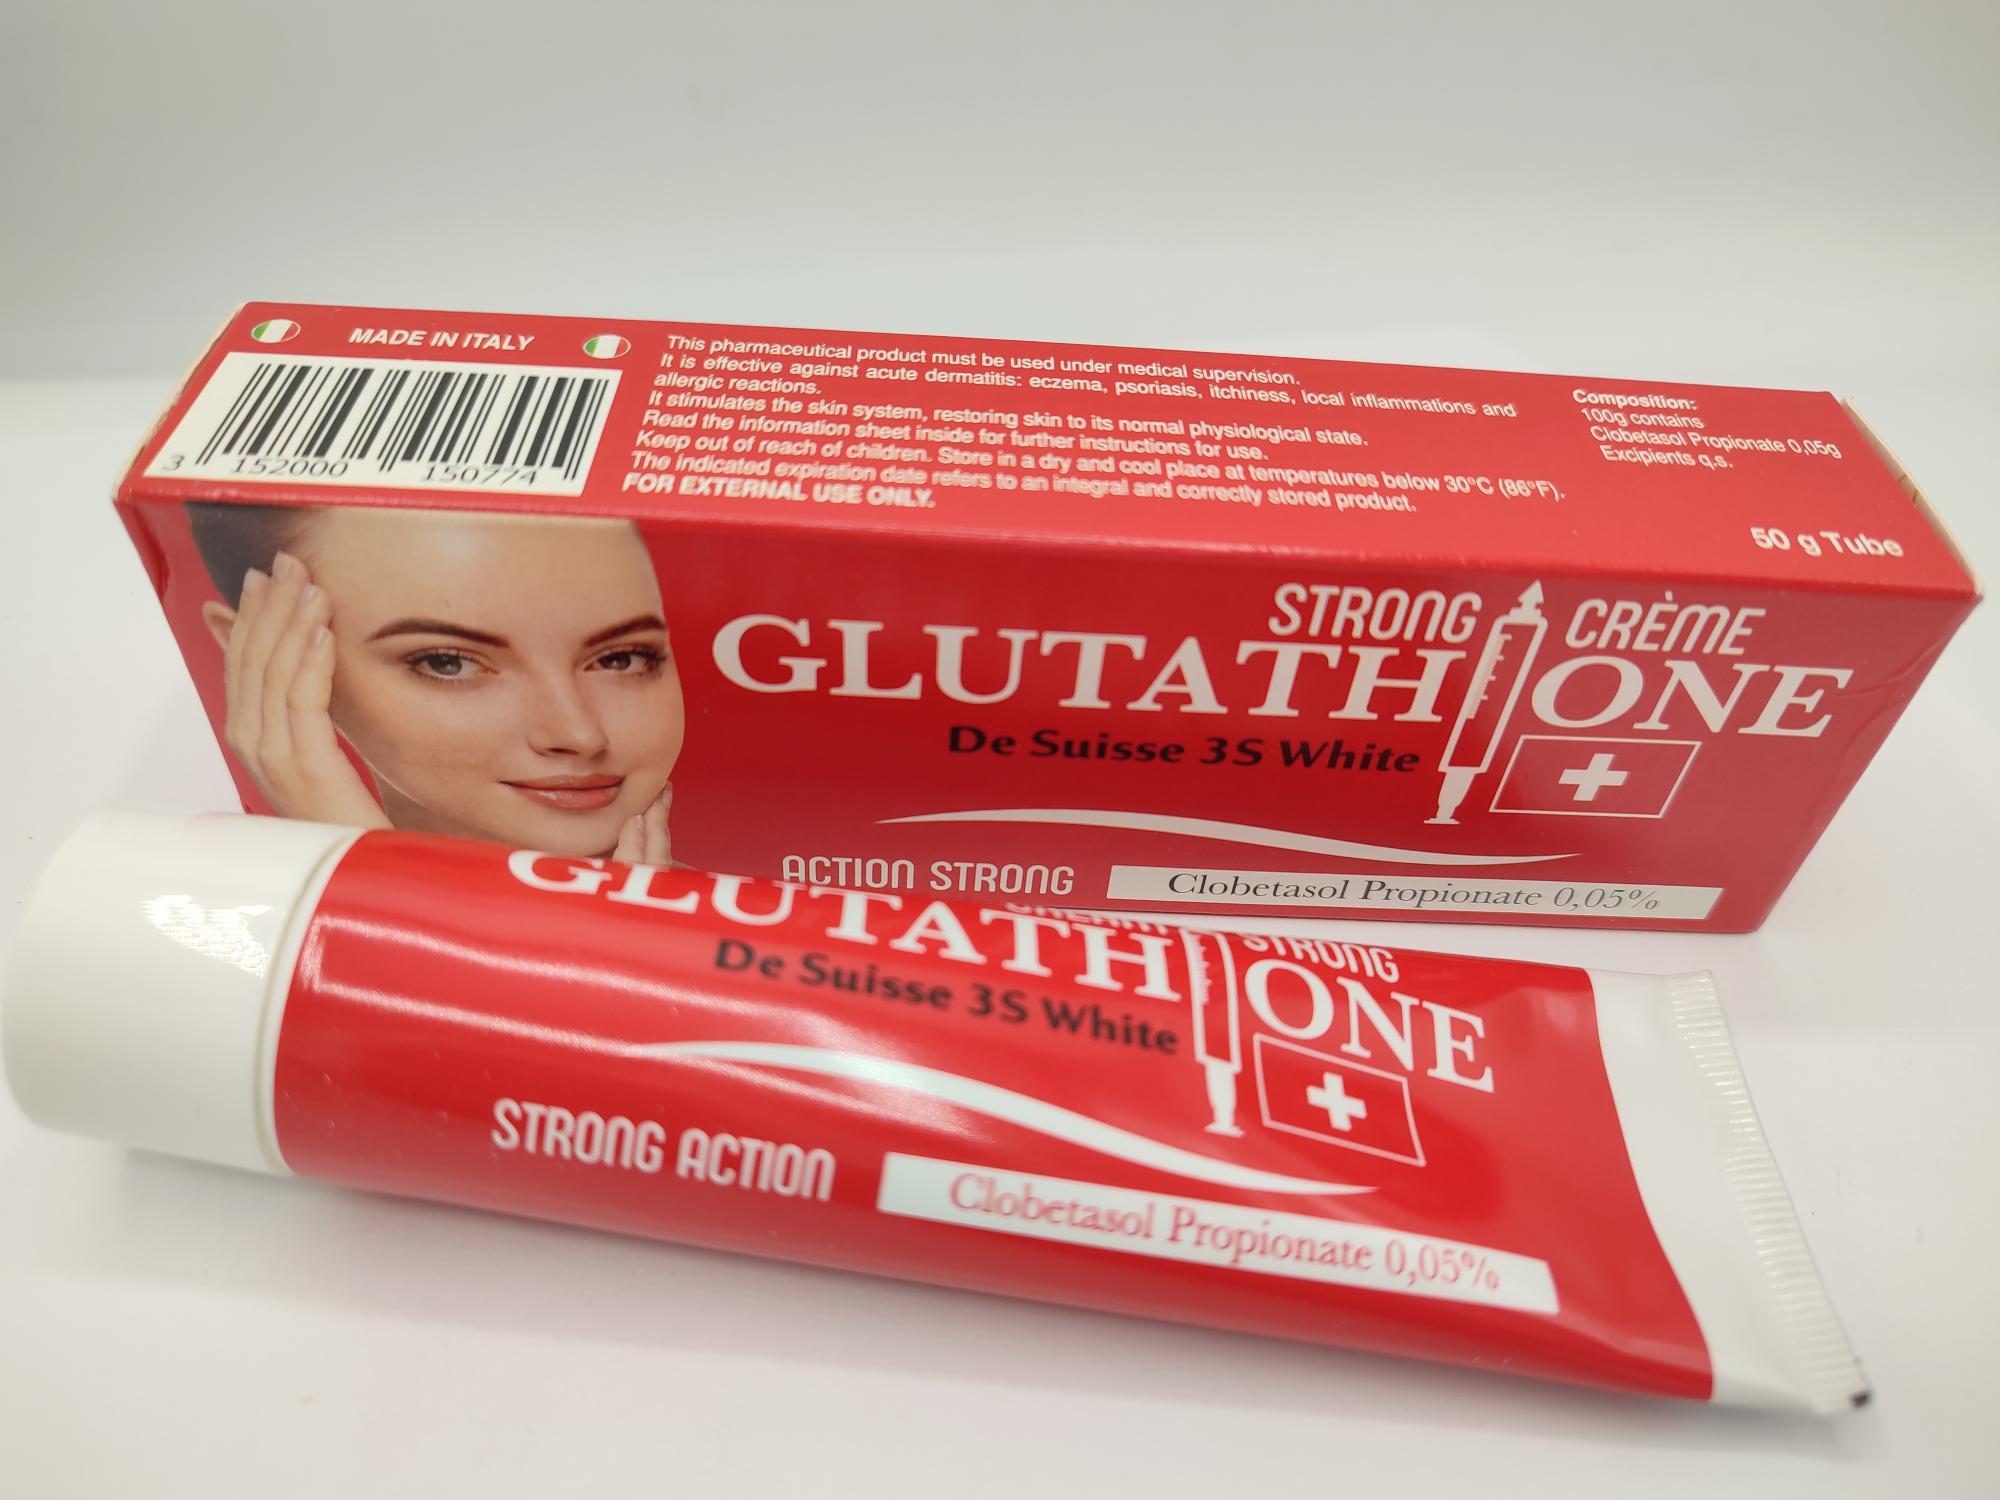 MADE IN ITALY
3 152000 150774
This pharmaceutical product must be used under medical supervision.
It is effective against acute dermatitis: eczema, psoriasis, itchiness, local inflammations and
allergic reactions.
It stimulates the skin system, restoring skin to its normal physiological state.
Read the information sheet inside for further instructions for use.
Keep out of reach of children. Store in a dry and cool place at temperatures below 30°C (86°F).
The indicated expiration date refers to an integral and correctly stored product.
FOR EXTERNAL USE ONLY.
Composition:
100g contains
Clobetasol Propionate 0,05g
Excipients q.s.
50 g Tube
STRONG CRÈME
GLUTATHIONE
De Suisse 3S White
ACTION STRONG
Clobetasol Propionate 0,05%
STRONG
GLUTATHIONE
De Suisse 3S White
STRONG ACTION
Clobetasol Propionate 0,05%